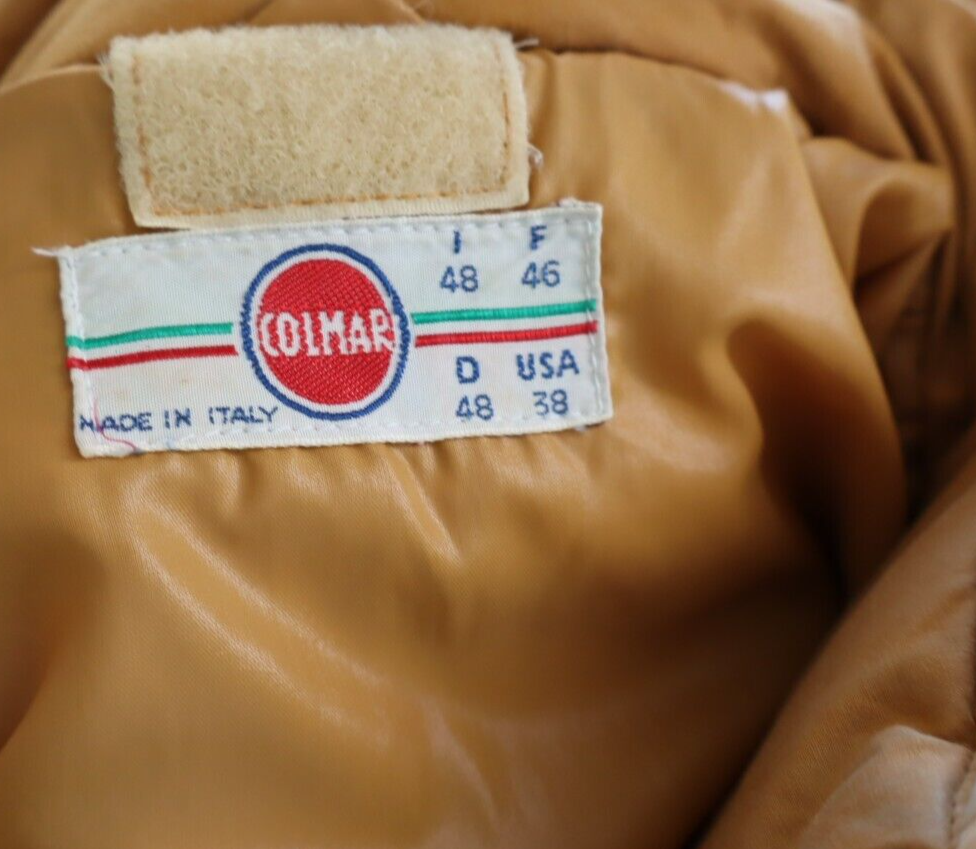 I F
48 46
COLMAR
D USA
48 38
MADE IN ITALY